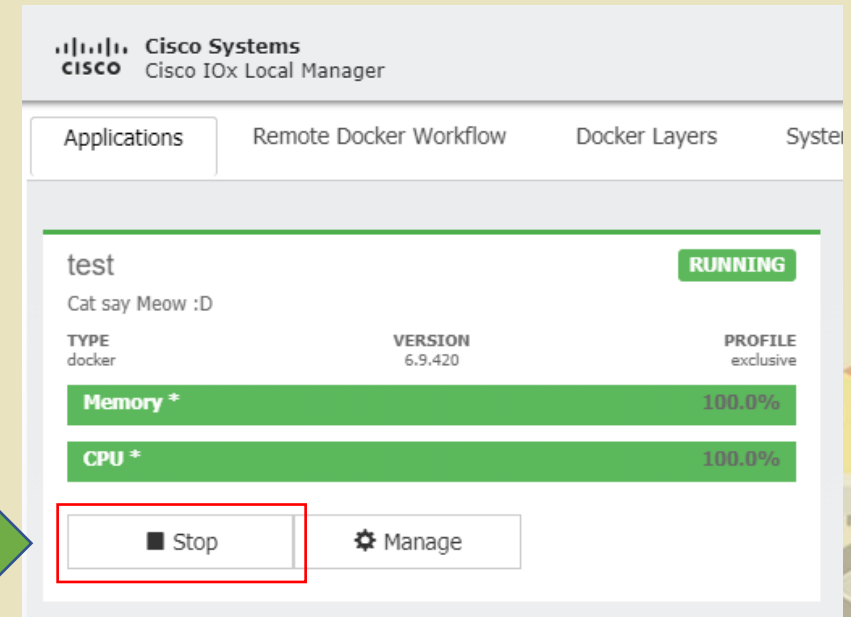 Cisco Systems
CISCO Cisco IOx Local Manager
Applications Remote Docker Workflow Docker Layers Syste
test RUNNING
Cat say Meow :D
TYPE VERSION PROFILE
docker 6.9.420 exclusive
Memory * 100.0%
CPU * 100.0%
Stop Manage